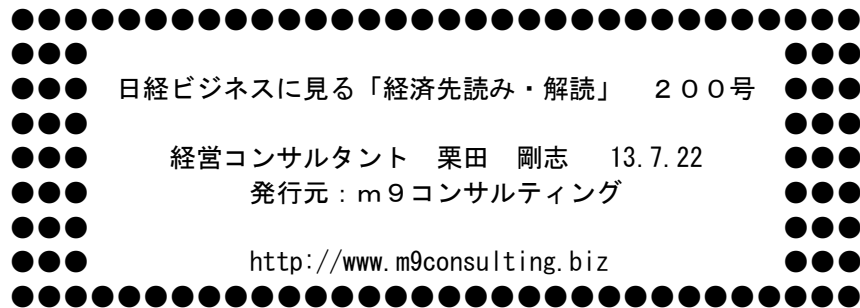 ●●●●●●●●●●●●●●●●●●●●●●●●
●●● ●●●
●●● 日経ビジネスに見る「経済先読み・解読」 200号 ●●●
●●● ●●●
●●● 経営コンサルタント 栗田 剛志 13.7.22 ●●●
●●● 発行元:m9コンサルティング ●●●
●●● ●●●
●●● http://www.m9consulting.biz ●●●
●●●●●●●●●●●●●●●●●●●●●●●●